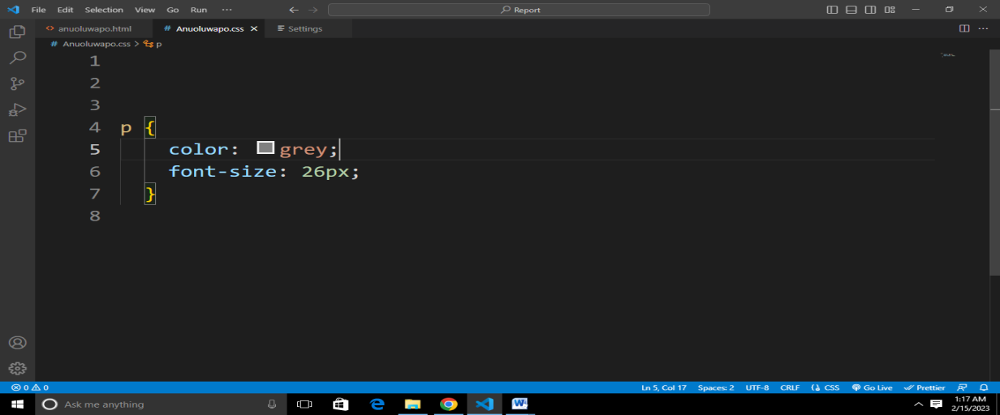 File Edit Selection View Go Run ··· ← → Report
anuoluwapo.html # Anuoluwapo.css × Settings ···
# Anuoluwapo.css > p
1
2
3
4 p {
5 color: grey;
6 font-size: 26px;
7 }
8
0 0 Ln 5, Col 17 Spaces: 2 UTF-8 CRLF CSS Go Live Prettier
Ask me anything 1:17 AM
2/15/2023